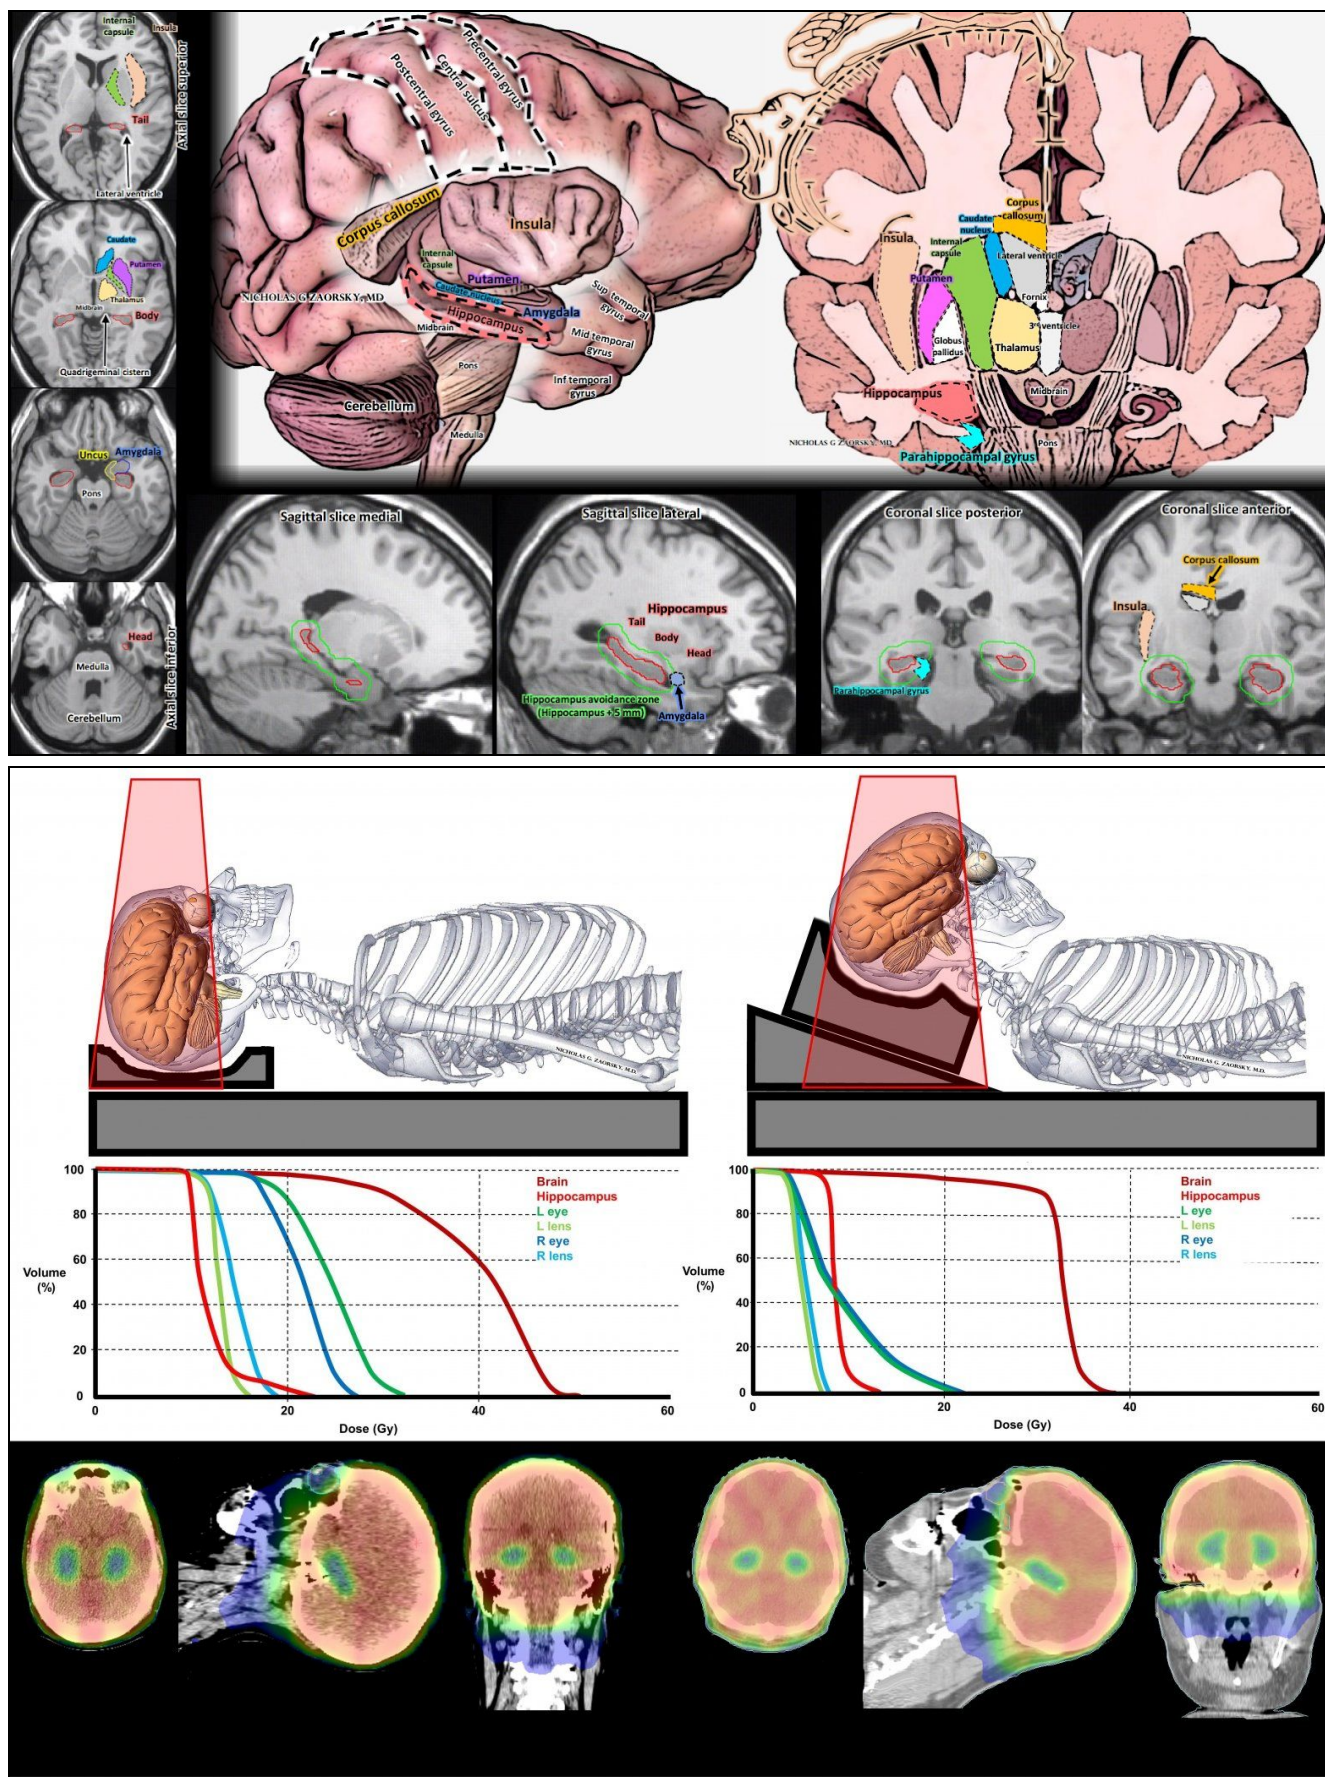 Internal
capsule
Insula
Axial slice superior
Tail
Lateral ventricle
Caudate
Putamen
Thalamus
Midbrain
Body
Quadrigeminal cistern
Uncus
Amygdala
Pons
Head
Medulla
Cerebellum
Axial slice inferior
Precentral gyrus
Central sulcus
Postcentral gyrus
Corpus callosum
Insula
Internal
capsule
Putamen
Caudate nucleus
NICHOLAS G ZAORSKY, MD
Hippocampus
Amygdala
Midbrain
Sup temporal
gyrus
Mid temporal
gyrus
Inf temporal
gyrus
Pons
Cerebellum
Medulla
Corpus
callosum
Caudate
nucleus
Insula
Internal
capsule
Lateral ventricle
Putamen
Fornix
3rd ventricle
Globus
pallidus
Thalamus
Hippocampus
Midbrain
NICHOLAS G ZAORSKY, MD
Pons
Parahippocampal gyrus
Sagittal slice medial
Sagittal slice lateral
Hippocampus
Tail
Body
Head
Hippocampus avoidance zone
(Hippocampus + 5 mm)
Amygdala
Coronal slice posterior
Parahippocampal gyrus
Coronal slice anterior
Corpus callosum
Insula
NICHOLAS G. ZAORSKY, M.D.
NICHOLAS G. ZAORSKY, M.D.
100
80
60
40
20
0
Volume
(%)
Brain
Hippocampus
L eye
L lens
R eye
R lens
0 20 40 60
Dose (Gy)
100
80
60
40
20
0
Volume
(%)
Brain
Hippocampus
L eye
L lens
R eye
R lens
0 20 40 60
Dose (Gy)